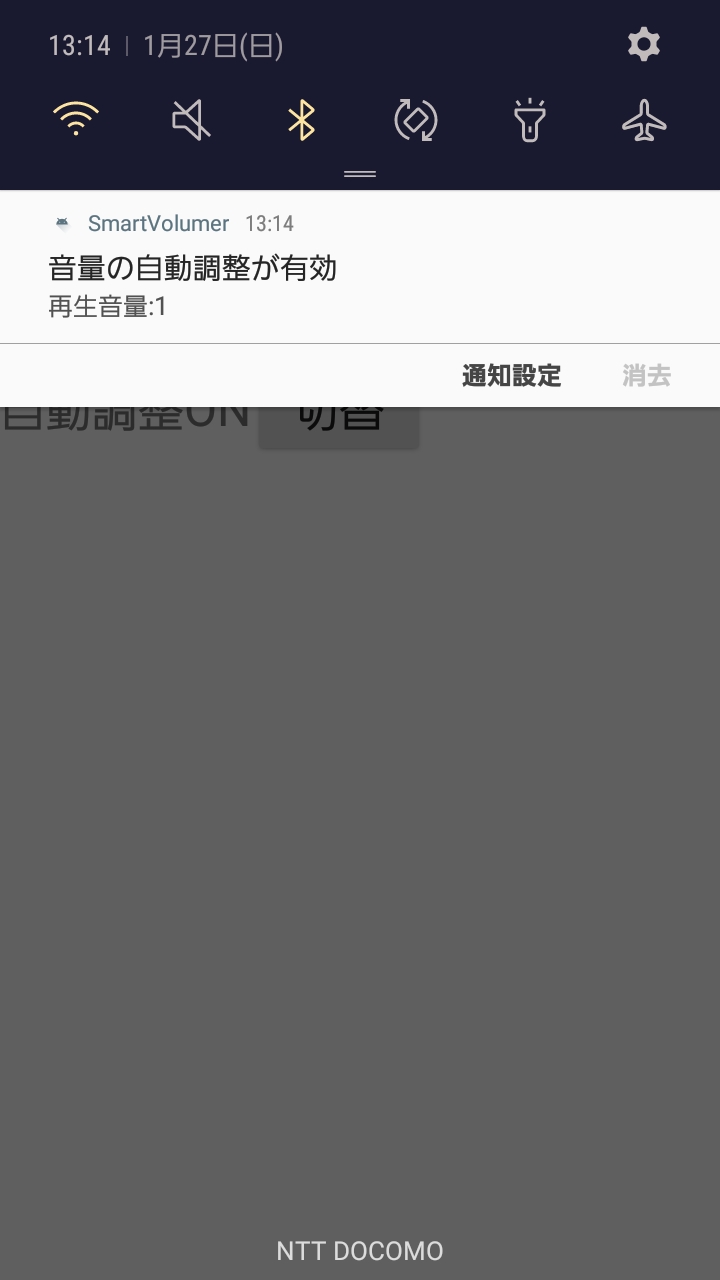 13:14 | 1月27日(日)
SmartVolumer 13:14
音量の自動調整が有効
再生音量:1
通知設定 消去
自動調整ON 切替
NTT DOCOMO